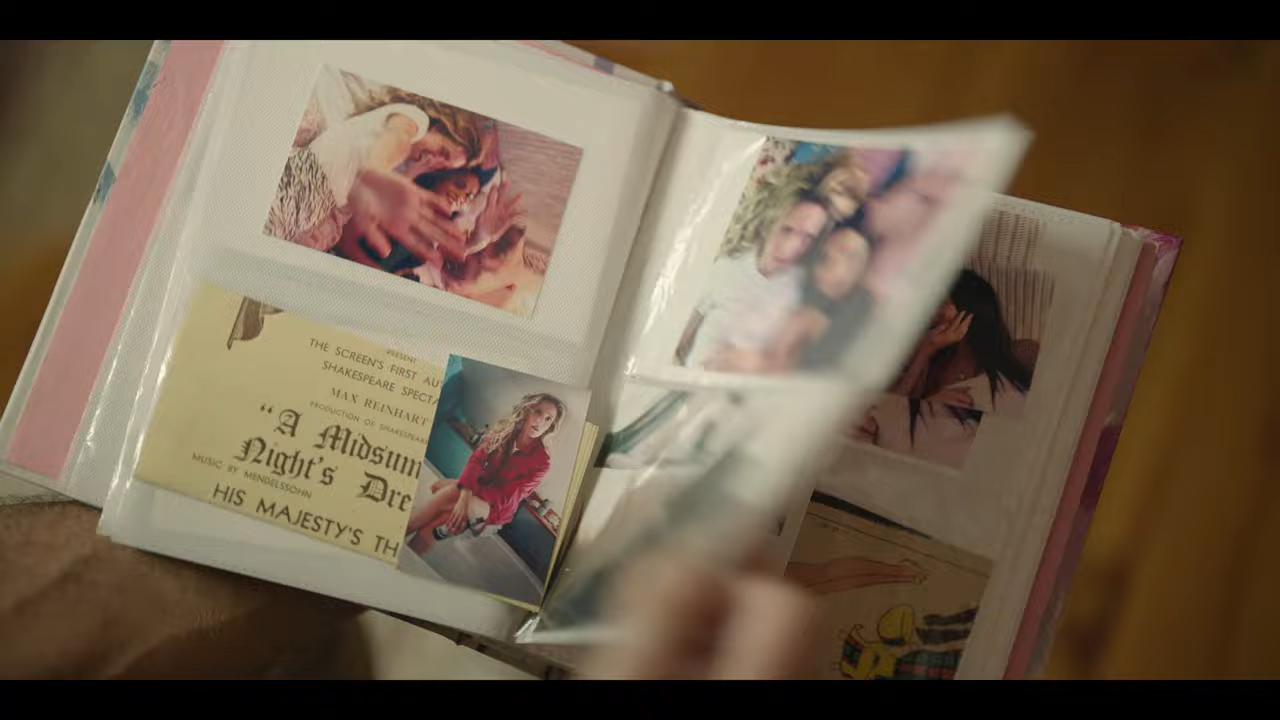 PRESENT
THE SCREEN'S FIRST AU
SHAKESPEARE SPECTA
MAX REINHART
PRODUCTION OF SHAKESPEARE
"A Midsum
Night's Dre
MUSIC BY MENDELSSOHN
HIS MAJESTY'S TH